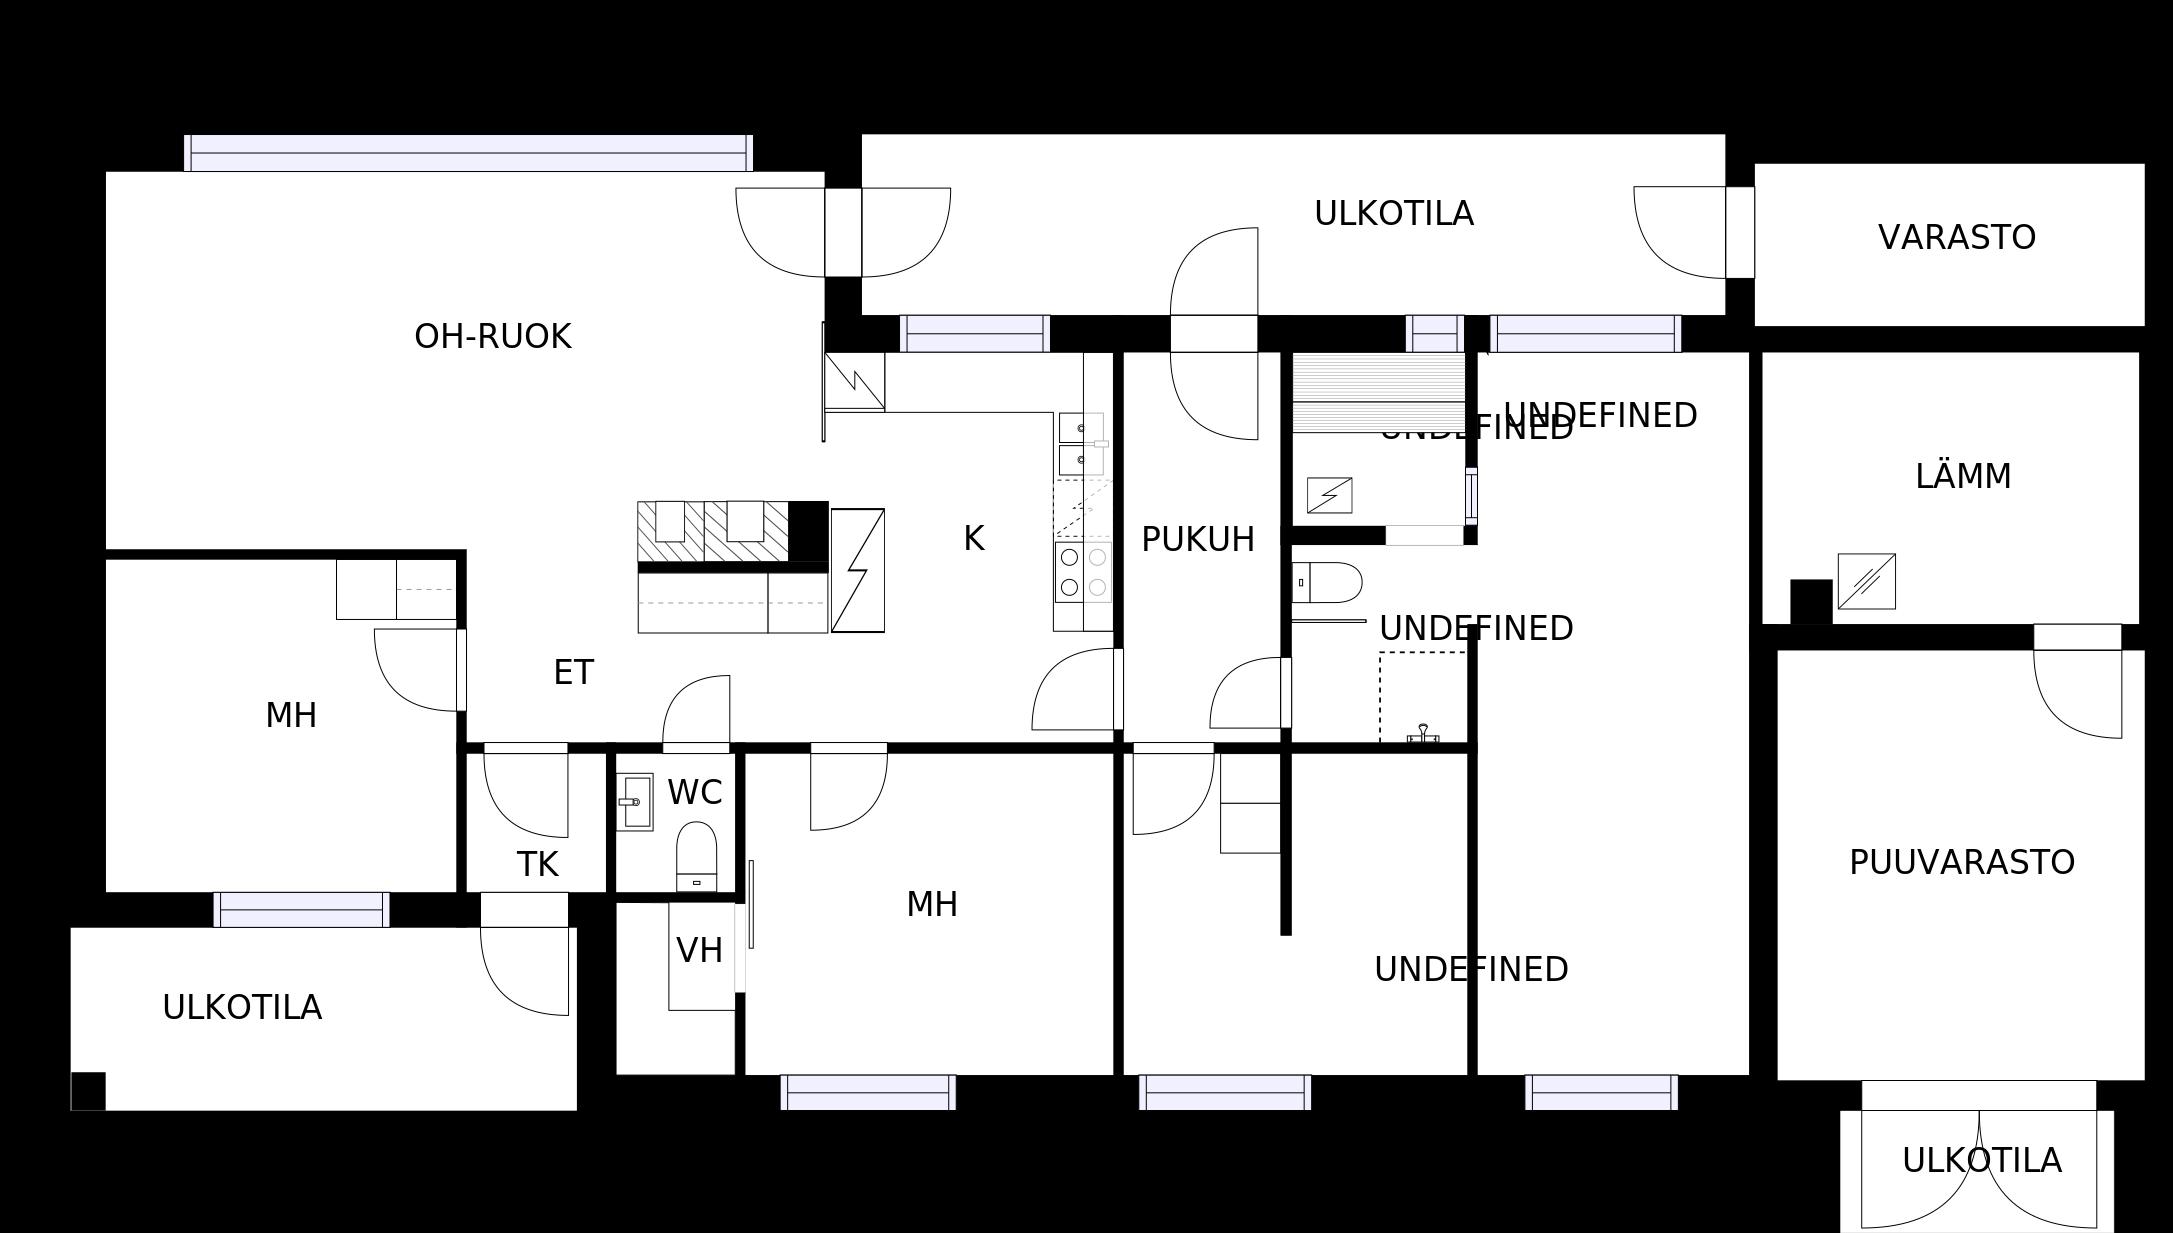 ULKOTILA
VARASTO
OH-RUOK
UNDEFINED
UNDEFINED
LÄMM
K
PUKUH
UNDEFINED
ET
MH
WC
TK
PUUVARASTO
MH
VH
UNDEFINED
ULKOTILA
ULKOTILA